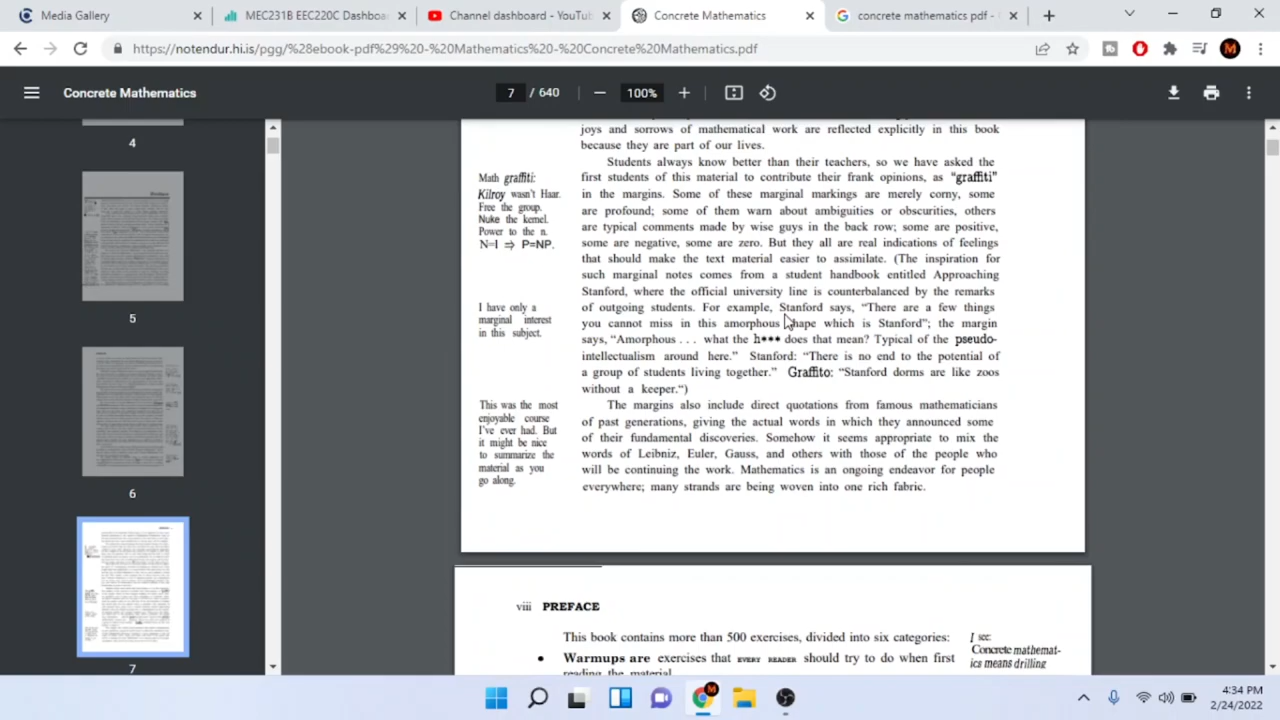 Media Gallery
MEC231B EEC220C Dashboa
Channel dashboard - YouTu
Concrete Mathematics
concrete mathematics pdf -
https://notendur.hi.is/pgg/%28ebook-pdf%29%20-%20Mathematics%20-%20Concrete%20Mathematics.pdf
M
Concrete Mathematics
7 / 640
100%
4
5
6
7
joys and sorrows of mathematical work are reflected explicitly in this book
because they are part of our lives.
Students always know better than their teachers, so we have asked the
first students of this material to contribute their frank opinions, as “graffiti”
in the margins. Some of these marginal markings are merely corny, some
are profound; some of them warn about ambiguities or obscurities, others
are typical comments made by wise guys in the back row; some are positive,
some are negative, some are zero. But they all are real indications of feelings
that should make the text material easier to assimilate. (The inspiration for
such marginal notes comes from a student handbook entitled Approaching
Stanford, where the official university line is counterbalanced by the remarks
of outgoing students. For example, Stanford says, “There are a few things
you cannot miss in this amorphous shape which is Stanford”; the margin
says, “Amorphous . . . what the h*** does that mean? Typical of the pseudo-
intellectualism around here.” Stanford: “There is no end to the potential of
a group of students living together.” Graffito: “Stanford dorms are like zoos
without a keeper.“)
The margins also include direct quotations from famous mathematicians
of past generations, giving the actual words in which they announced some
of their fundamental discoveries. Somehow it seems appropriate to mix the
words of Leibniz, Euler, Gauss, and others with those of the people who
will be continuing the work. Mathematics is an ongoing endeavor for people
everywhere; many strands are being woven into one rich fabric.
Math graffiti:
Kilroy wasn’t Haar.
Free the group.
Nuke the kernel.
Power to the n.
N=l ⇒ P=NP.
I have only a
marginal interest
in this subject.
This was the most
enjoyable course
I’ve ever had. But
it might be nice
to summarize the
material as you
go along.
viii PREFACE
This book contains more than 500 exercises, divided into six categories:
• Warmups are exercises that EVERY READER should try to do when first
reading the material.
I see:
Concrete mathemat-
ics means drilling
M
4:34 PM
2/24/2022